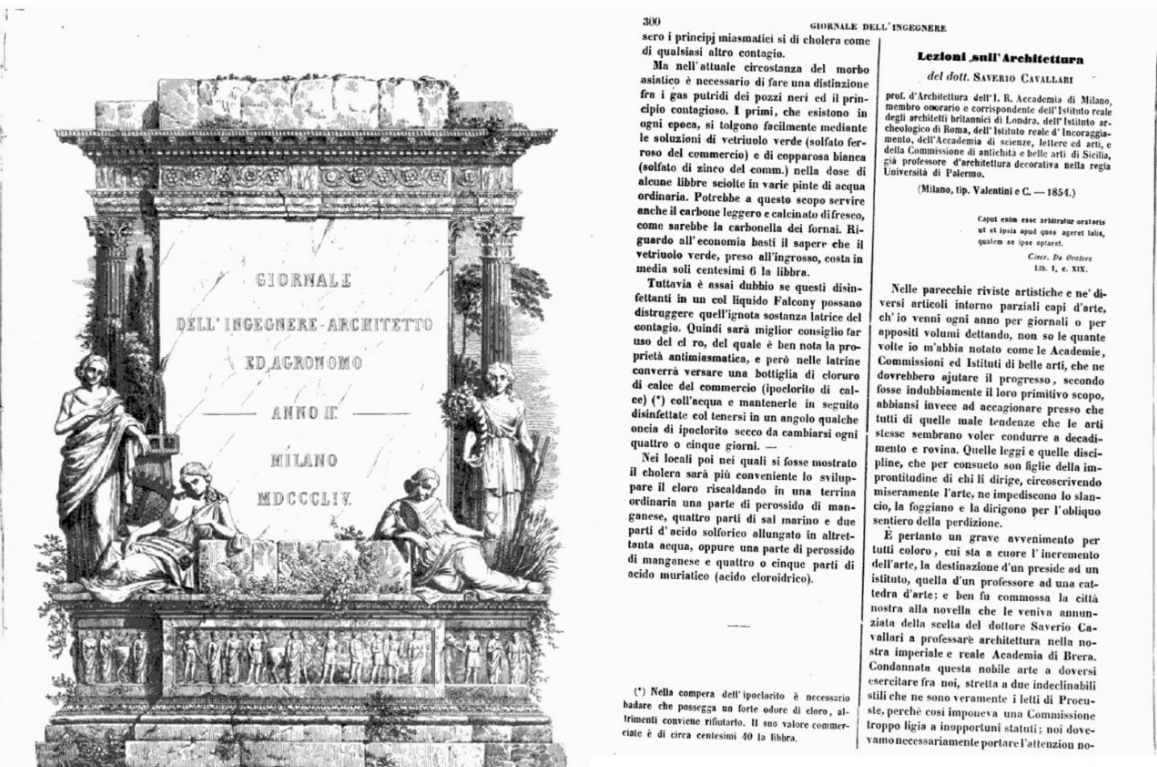 GIORNALE
DELL'INGEGNERE-ARCHITETTO
ED AGRONOMO
ANNO II.
MILANO
MDCCCLIV.
300
GIORNALE DELL'INGEGNERE
sero i principj miasmatici si di cholera come
di qualsiasi altro contagio.
Ma nell'attuale circostanza del morbo
asiatico è necessario di fare una distinzione
fra i gas putridi dei pozzi neri ed il prin-
cipio contagioso. I primi, che esistono in
ogni epoca, si tolgono facilmente mediante
le soluzioni di vetriuolo verde (solfato fer-
roso del commercio) e di copparosa bianca
(solfato di zinco del comm.) nella dose di
alcune libbre sciolte in varie pinte di acqua
ordinaria. Potrebbe a questo scopo servire
anche il carbone leggero e calcinato di fresco,
come sarebbe la carbonella dei fornai. Ri-
guardo all'economia basti il sapere che il
vetriuolo verde, preso all'ingrosso, costa in
media soli centesimi 6 la libbra.
Tuttavia è assai dubbio se questi disin-
fettanti in un col liquido Falcony possano
distruggere quell'ignota sostanza latrice del
contagio. Quindi sarà miglior consiglio far
uso del cl ro, del quale è ben nota la pro-
prietà antimiasmatica, e però nelle latrine
converrà versare una bottiglia di cloruro
di calce del commercio (ipoclorito di cal-
ce) (*) coll'acqua e mantenerle in seguito
disinfettate col tenersi in un angolo qualche
oncia di ipoclorito secco da cambiarsi ogni
quattro o cinque giorni. —
Nei locali poi nei quali si fosse mostrato
il cholera sarà più conveniente lo svilup-
pare il cloro riscaldando in una terrina
ordinaria una parte di perossido di man-
ganese, quattro parti di sal marino e due
parti d'acido solforico allungato in altret-
tanta acqua, oppure una parte di perossido
di manganese e quattro o cinque parti di
acido muriatico (acido cloroidrico).
(*) Nella compera dell'ipoclorito è necessario
badare che possegga un forte odore di cloro, al-
trimenti conviene rifiutarlo. Il suo valore commer-
ciale è di circa centesimi 40 la libbra.
Lezioni sull'Architettura
del dott. SAVERIO CAVALLARI
prof. d'Architettura dell'I. R. Accademia di Milano,
membro onorario e corrispondente dell'Istituto reale
degli architetti britannici di Londra, dell'Istituto ar-
cheologico di Roma, dell'Istituto reale d'Incoraggia-
mento, dell'Accademia di scienze, lettere ed arti, e
della Commissione di antichità e belle arti di Sicilia,
già professore d'architettura decorativa nella regia
Università di Palermo.
(Milano, tip. Valentini e C. — 1854.)
Caput enim esse arbitratur oratoris
ut et ipsis apud quos ageret talis,
qualem se ipse optaret.
Cicer. De Oratore
Lib. I, c. XIX.
Nelle parecchie riviste artistiche e ne' di-
versi articoli intorno parziali capi d'arte,
ch'io venni ogni anno per giornali o per
appositi volumi dettando, non so le quante
volte io m'abbia notato come le Academie,
Commissioni ed Istituti di belle arti, che ne
dovrebbero ajutare il progresso, secondo
fosse indubbiamente il loro primitivo scopo,
abbiansi invece ad accagionare presso che
tutti di quelle male tendenze che le arti
stesse sembrano voler condurre a decadi-
mento e rovina. Quelle leggi e quelle disci-
pline, che per consueto son figlie della im-
prontitudine di chi li dirige, circoscrivendo
miseramente l'arte, ne impediscono lo slan-
cio, la foggiano e la dirigono per l'obliquo
sentiero della perdizione.
È pertanto un grave avvenimento per
tutti coloro, cui sta a cuore l'incremento
dell'arte, la destinazione d'un preside ad un
istituto, quella d'un professore ad una cat-
tedra d'arte; e ben fu commossa la città
nostra alla novella che le veniva annun-
ziata della scelta del dottore Saverio Ca-
vallari a professare architettura nella no-
stra imperiale e reale Academia di Brera.
Condannata questa nobile arte a doversi
esercitare fra noi, stretta a due indeclinabili
stili che ne sono veramente i letti di Procu-
ste, perchè così imponeva una Commissione
troppo ligia a inopportuni statuti; noi dove-
vamo necessariamente portare l'attenzion no-